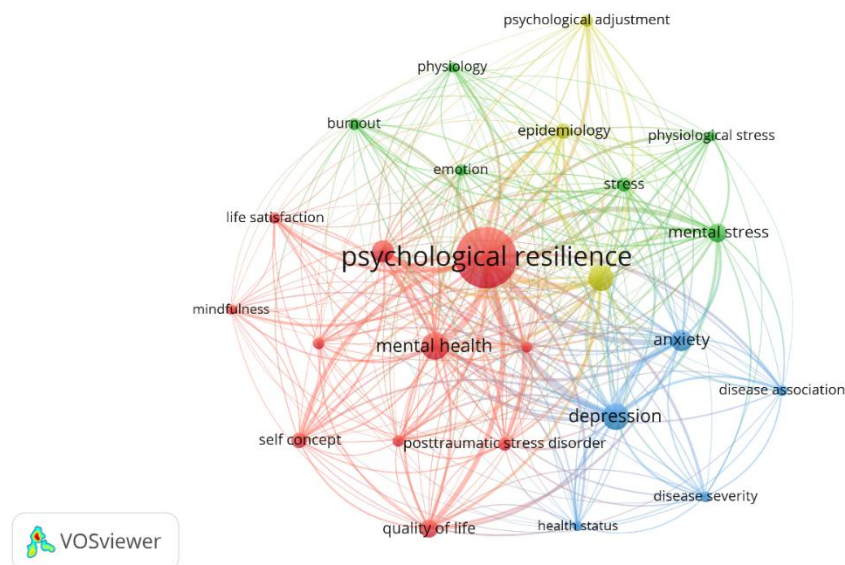 psychological adjustment
physiology
burnout
epidemiology
physiological stress
emotion
stress
life satisfaction
mental stress
psychological resilience
mindfulness
mental health
anxiety
disease association
depression
self concept
posttraumatic stress disorder
disease severity
quality of life
health status
VOSviewer